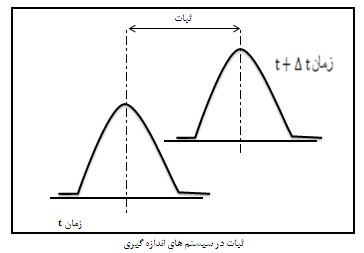 ثبات
زمان t + Δt
زمان t
ثبات در سیستم های اندازه گیری